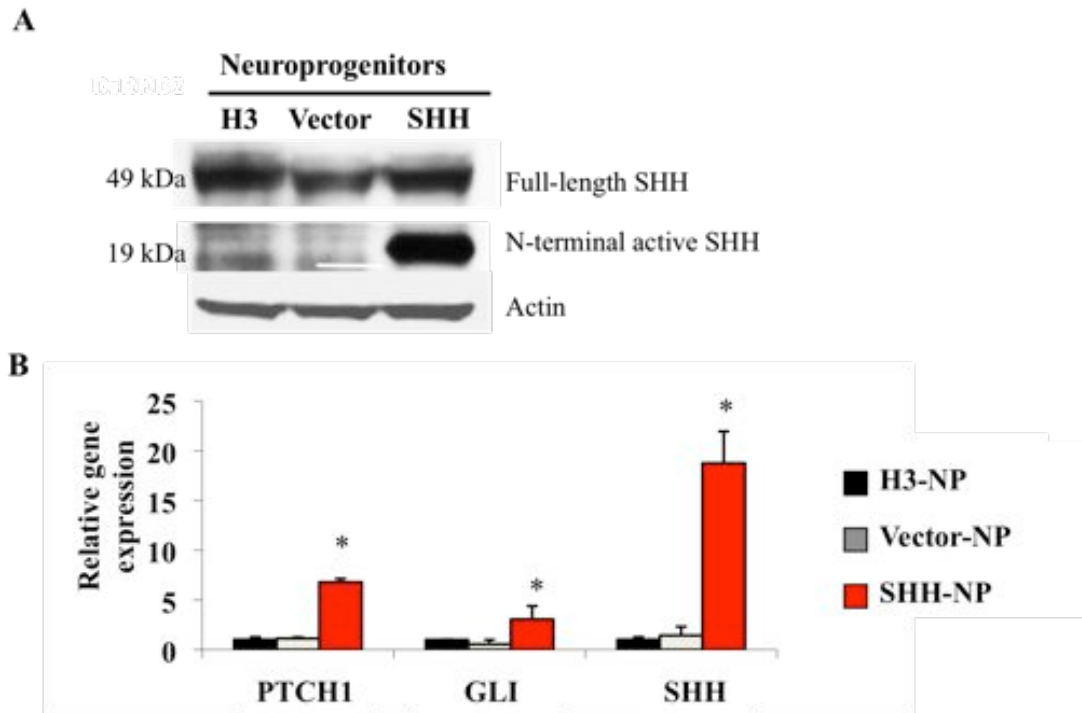 A
Neuroprogenitors
H3 Vector SHH
49 kDa Full-length SHH
19 kDa N-terminal active SHH
Actin
B
Relative gene
expression
25
20
15
10
5
0
* * *
PTCH1 GLI SHH
H3-NP
Vector-NP
SHH-NP